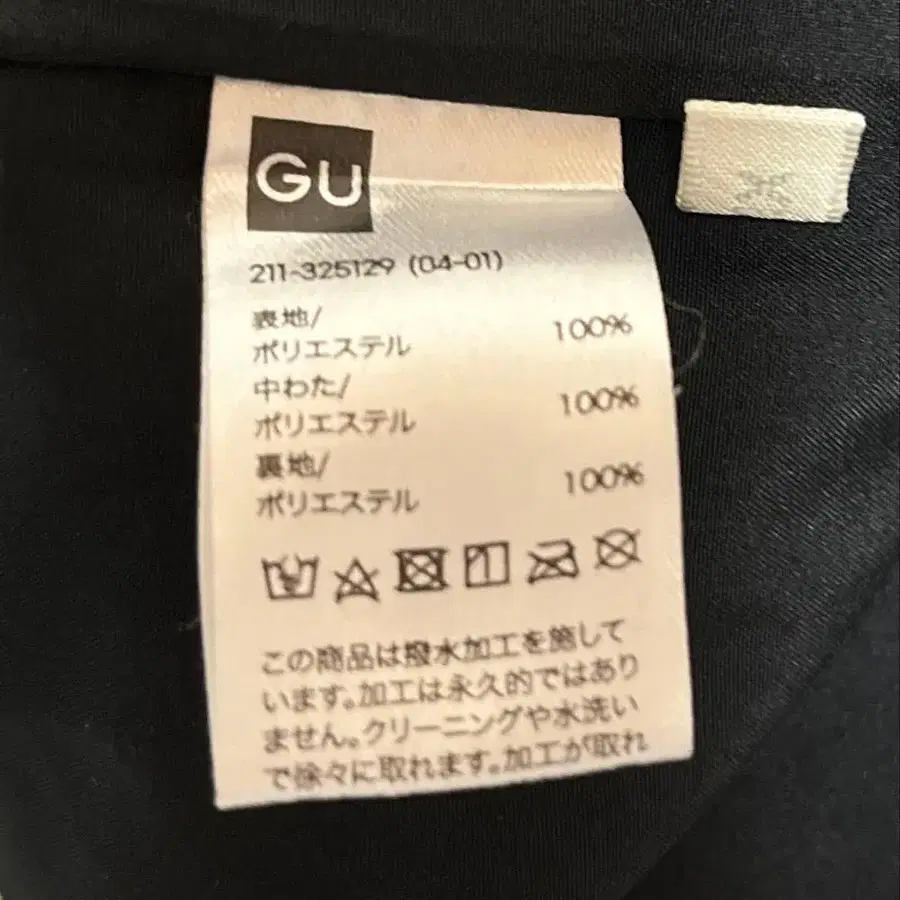 GU
211-325129 (04-01)
表地/
ポリエステル 100%
中わた/
ポリエステル 100%
裏地/
ポリエステル 100%
この商品は撥水加工を施して
います。加工は永久的ではあり
ません。クリーニングや水洗い
で徐々に取れます。加工が取れ